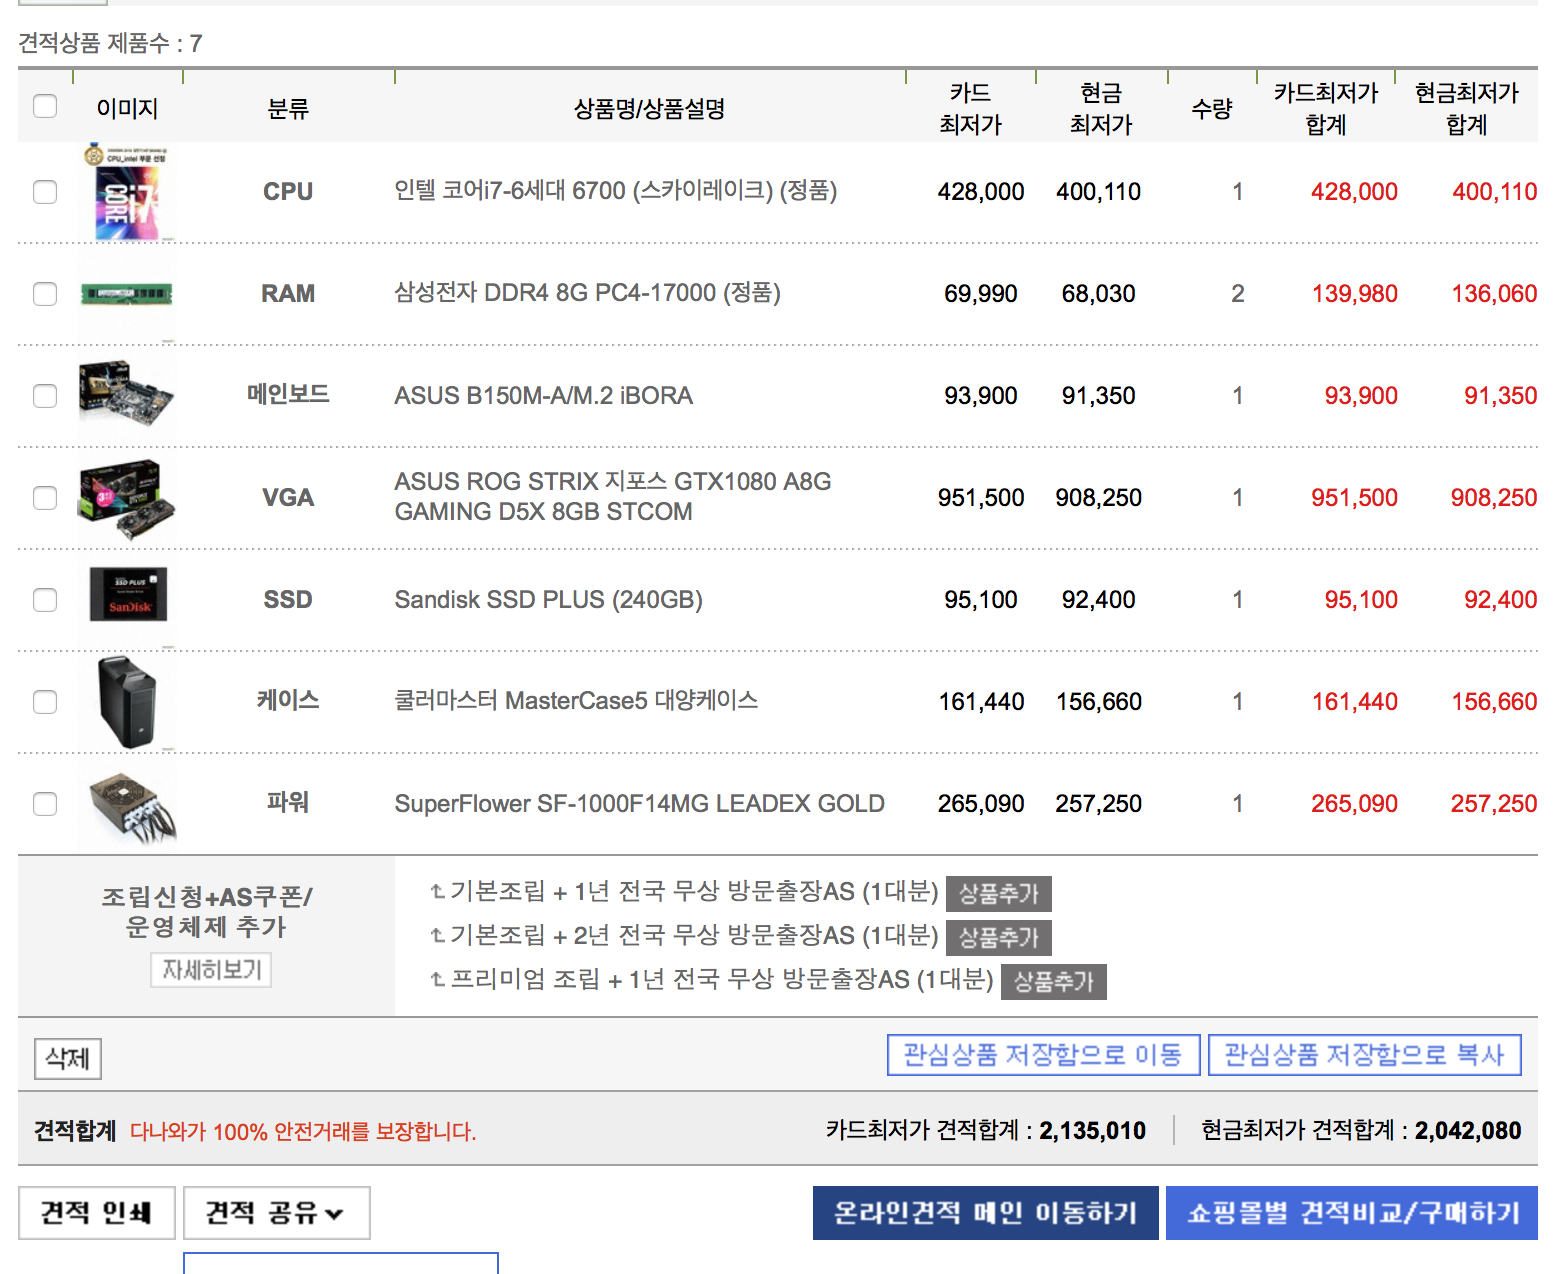 견적상품 제품수 : 7
이미지 분류 상품명/상품설명 카드 최저가 현금 최저가 수량 카드최저가 합계 현금최저가 합계
CPU_intel 부문 선정
CORE i7
CPU 인텔 코어i7-6세대 6700 (스카이레이크) (정품) 428,000 400,110 1 428,000 400,110
RAM 삼성전자 DDR4 8G PC4-17000 (정품) 69,990 68,030 2 139,980 136,060
메인보드 ASUS B150M-A/M.2 iBORA 93,900 91,350 1 93,900 91,350
VGA ASUS ROG STRIX 지포스 GTX1080 A8G
GAMING D5X 8GB STCOM 951,500 908,250 1 951,500 908,250
SSD PLUS
SanDisk
SSD Sandisk SSD PLUS (240GB) 95,100 92,400 1 95,100 92,400
케이스 쿨러마스터 MasterCase5 대양케이스 161,440 156,660 1 161,440 156,660
파워 SuperFlower SF-1000F14MG LEADEX GOLD 265,090 257,250 1 265,090 257,250
조립신청+AS쿠폰/
운영체제 추가
자세히보기
기본조립 + 1년 전국 무상 방문출장AS (1대분) 상품추가
기본조립 + 2년 전국 무상 방문출장AS (1대분) 상품추가
프리미엄 조립 + 1년 전국 무상 방문출장AS (1대분) 상품추가
삭제 관심상품 저장함으로 이동 관심상품 저장함으로 복사
견적합계 다나와가 100% 안전거래를 보장합니다. 카드최저가 견적합계 : 2,135,010 현금최저가 견적합계 : 2,042,080
견적 인쇄 견적 공유 온라인견적 메인 이동하기 쇼핑몰별 견적비교/구매하기